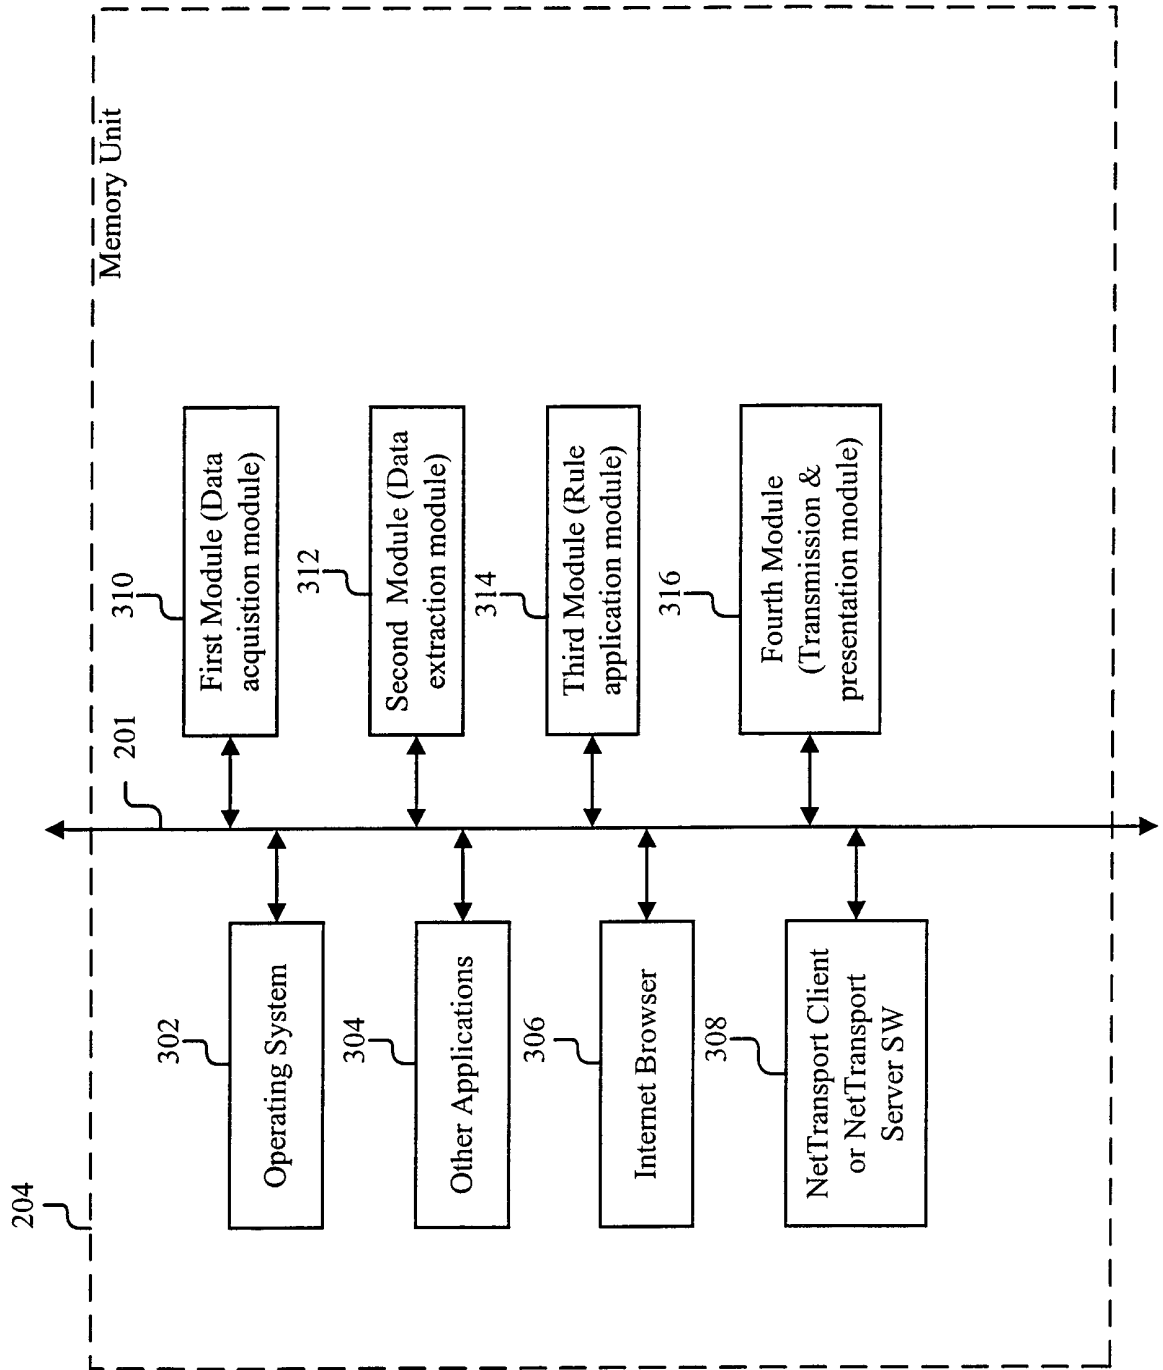 204
201
Memory Unit
302
Operating System
304
Other Applications
306
Internet Browser
308
NetTransport Client
or NetTransport
Server SW
310
First Module (Data
acquistion module)
312
Second Module (Data
extraction module)
314
Third Module (Rule
application module)
316
Fourth Module
(Transmission &
presentation module)